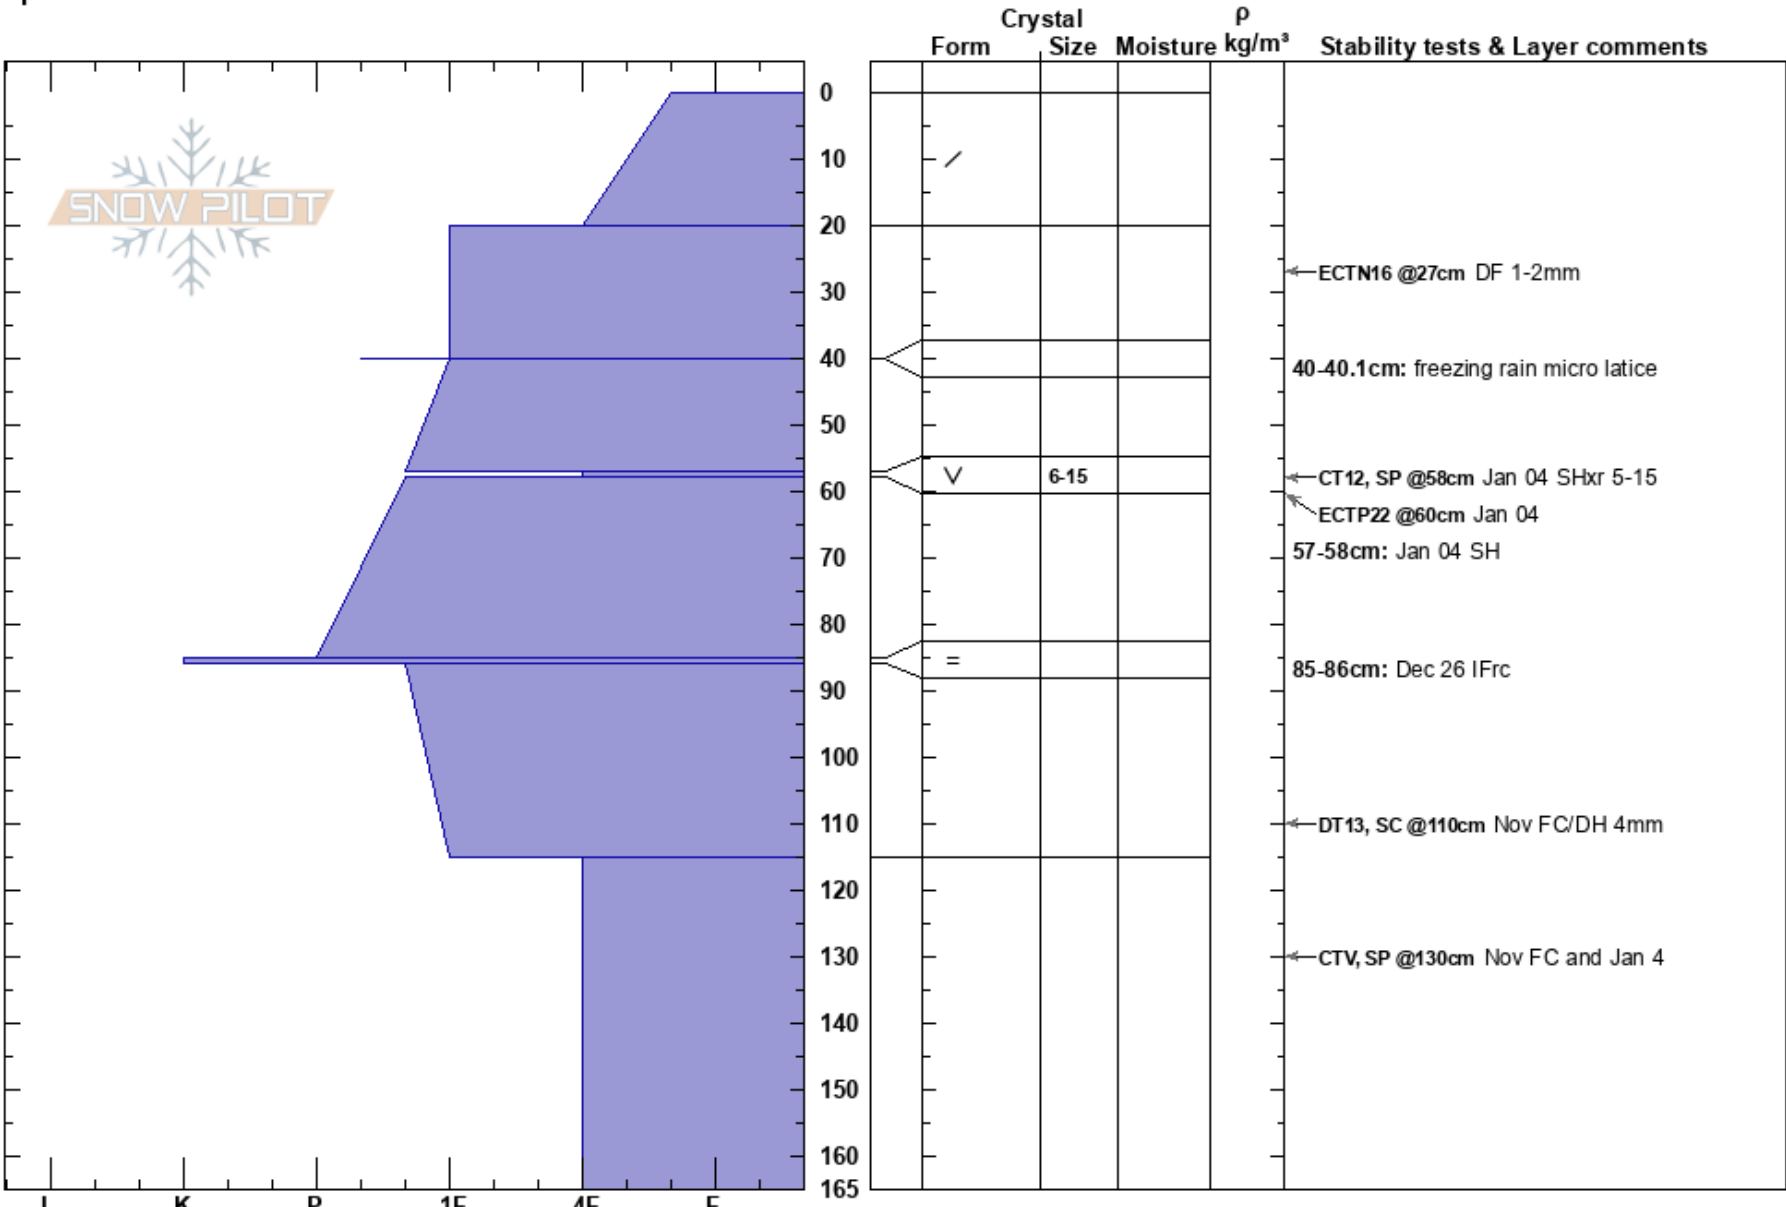 Crystal ρ
Form Size Moisture kg/m³ Stability tests & Layer comments
SNOW PILOT
0
10
20
ECTN16 @27cm DF 1-2mm
30
40
40-40.1cm: freezing rain micro latice
50
6-15
CT12, SP @58cm Jan 04 SHxr 5-15
60
ECTP22 @60cm Jan 04
57-58cm: Jan 04 SH
70
80
85-86cm: Dec 26 IFrc
90
100
110
DT13, SC @110cm Nov FC/DH 4mm
120
130
CTV, SP @130cm Nov FC and Jan 4
140
150
160
165
I K P 1F 4F F